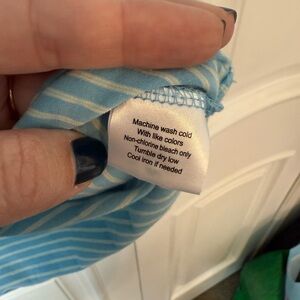 Machine wash cold
With like colors
Non-chlorine bleach only
Tumble dry low
Cool iron if needed